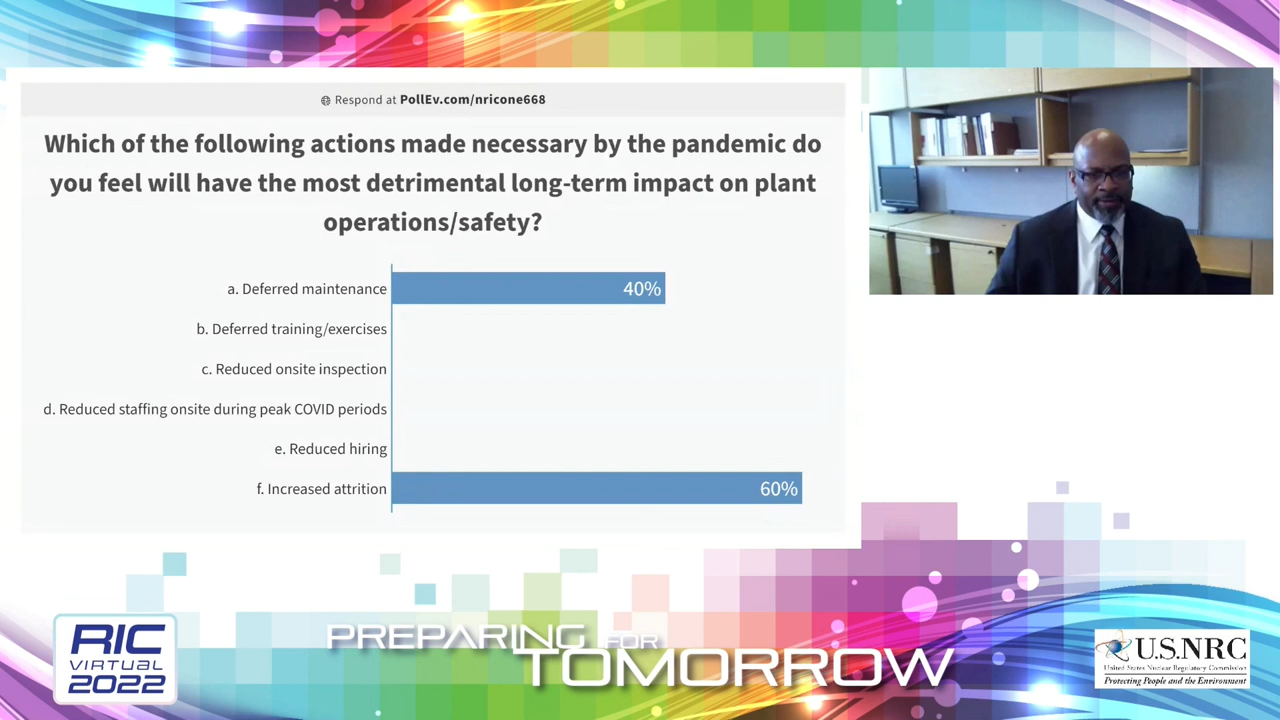 Respond at PollEv.com/nricone668
Which of the following actions made necessary by the pandemic do
you feel will have the most detrimental long-term impact on plant
operations/safety?
a. Deferred maintenance
40%
b. Deferred training/exercises
c. Reduced onsite inspection
d. Reduced staffing onsite during peak COVID periods
e. Reduced hiring
f. Increased attrition
60%
RIC
VIRTUAL
2022
PREPARING FOR
TOMORROW
U.S.NRC
United States Nuclear Regulatory Commission
Protecting People and the Environment